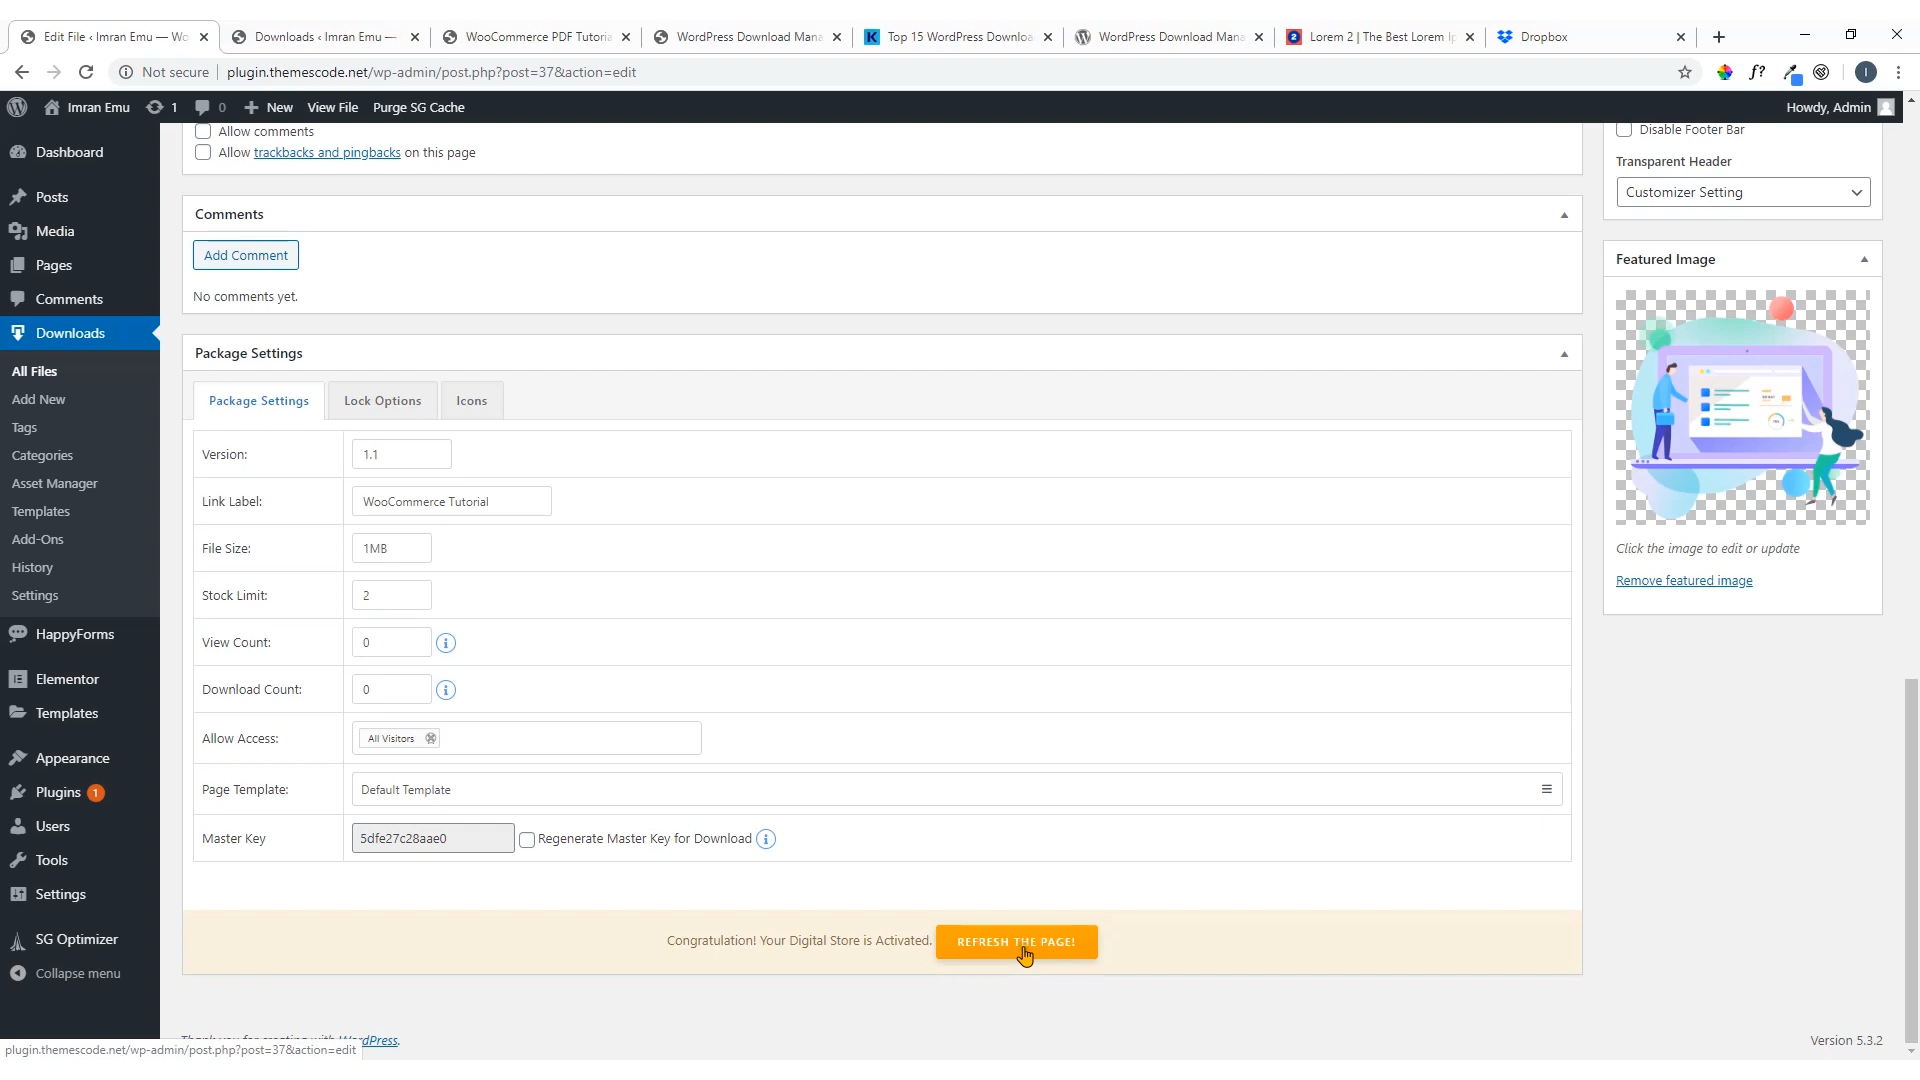 Edit File ‹ Imran Emu — Wo
Downloads ‹ Imran Emu —
WooCommerce PDF Tutoria
WordPress Download Mana
Top 15 WordPress Downloa
WordPress Download Mana
Lorem 2 | The Best Lorem Ip
Dropbox
Not secure
plugin.themescode.net/wp-admin/post.php?post=37&action=edit
f?
I
Imran Emu
1
0
New
View File
Purge SG Cache
Howdy, Admin
Dashboard
Posts
Media
Pages
Comments
Downloads
All Files
Add New
Tags
Categories
Asset Manager
Templates
Add-Ons
History
Settings
HappyForms
Elementor
Templates
Appearance
Plugins 1
Users
Tools
Settings
SG Optimizer
Collapse menu
Allow comments
Allow trackbacks and pingbacks on this page
Comments
Add Comment
No comments yet.
Package Settings
Package Settings
Lock Options
Icons
Version: 1.1
Link Label: WooCommerce Tutorial
File Size: 1MB
Stock Limit: 2
View Count: 0
Download Count: 0
Allow Access: All Visitors
Page Template: Default Template
Master Key 5dfe27c28aae0 Regenerate Master Key for Download
Congratulation! Your Digital Store is Activated. REFRESH THE PAGE!
Disable Footer Bar
Transparent Header
Customizer Setting
Featured Image
Click the image to edit or update
Remove featured image
Thank you for creating with WordPress.
Version 5.3.2
plugin.themescode.net/wp-admin/post.php?post=37&action=edit